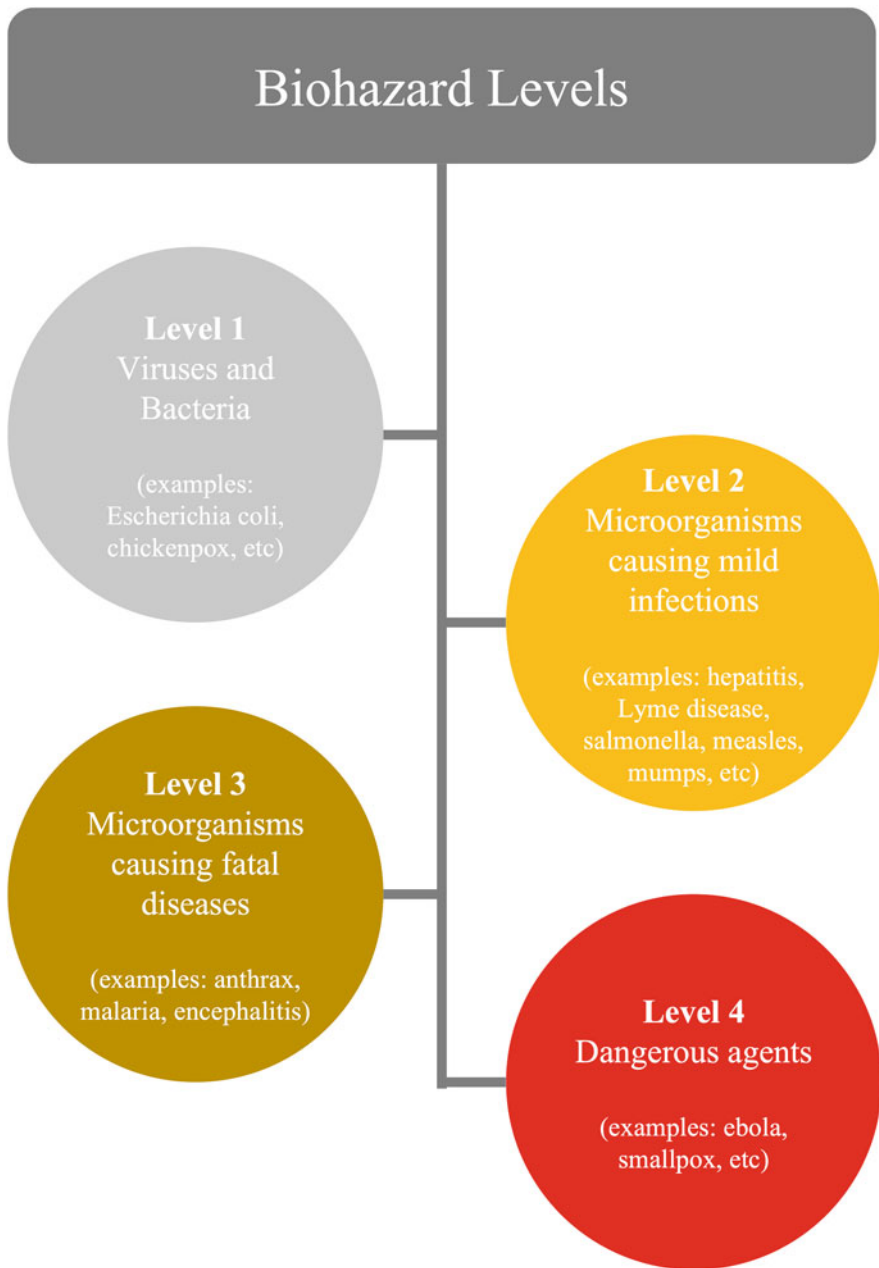 Biohazard Levels
Level 1
Viruses and
Bacteria
(examples:
Escherichia coli,
chickenpox, etc)
Level 2
Microorganisms
causing mild
infections
(examples: hepatitis,
Lyme disease,
salmonella, measles,
mumps, etc)
Level 3
Microorganisms
causing fatal
diseases
(examples: anthrax,
malaria, encephalitis)
Level 4
Dangerous agents
(examples: ebola,
smallpox, etc)